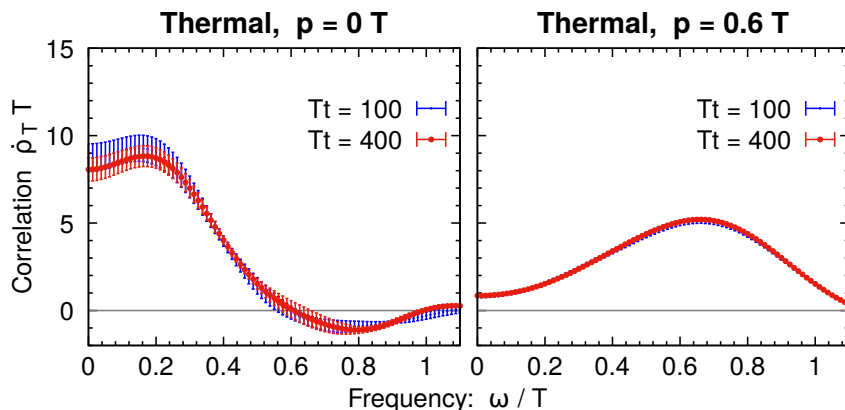 Thermal, p = 0 T
Thermal, p = 0.6 T
15
10
5
0
Correlation ρ̇_T T
Tt = 100
Tt = 400
Tt = 100
Tt = 400
0 0.2 0.4 0.6 0.8 1
0 0.2 0.4 0.6 0.8 1
Frequency: ω / T